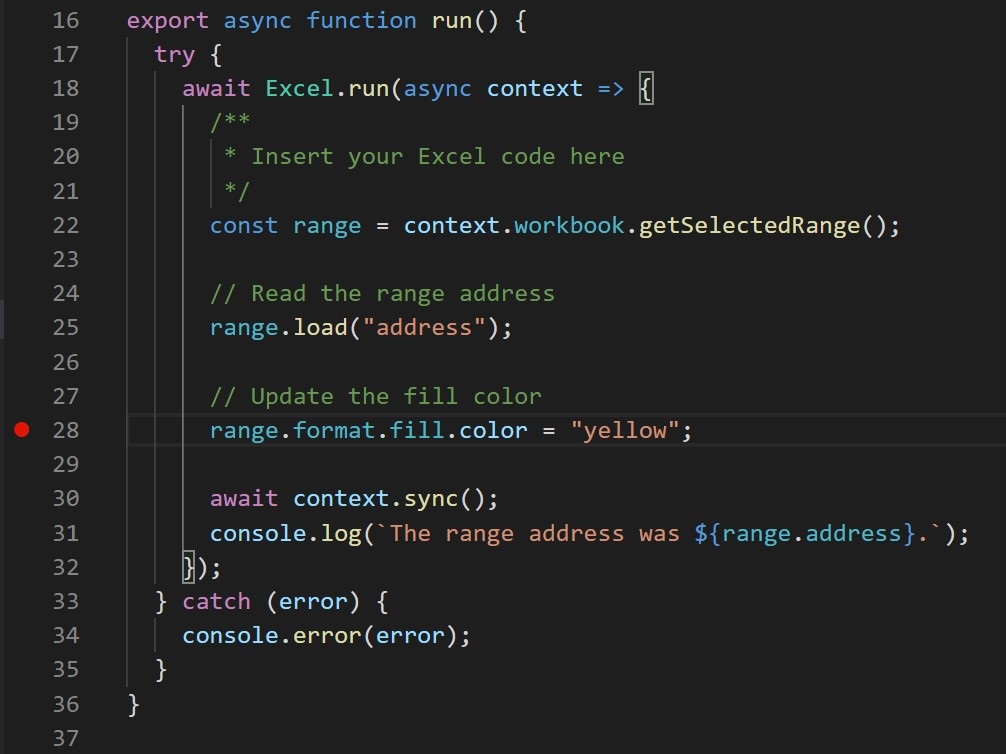 16 export async function run() {
17   try {
18     await Excel.run(async context => {
19       /**
20        * Insert your Excel code here
21        */
22       const range = context.workbook.getSelectedRange();
23
24       // Read the range address
25       range.load("address");
26
27       // Update the fill color
28       range.format.fill.color = "yellow";
29
30       await context.sync();
31       console.log(`The range address was ${range.address}.`);
32     });
33   } catch (error) {
34     console.error(error);
35   }
36 }
37